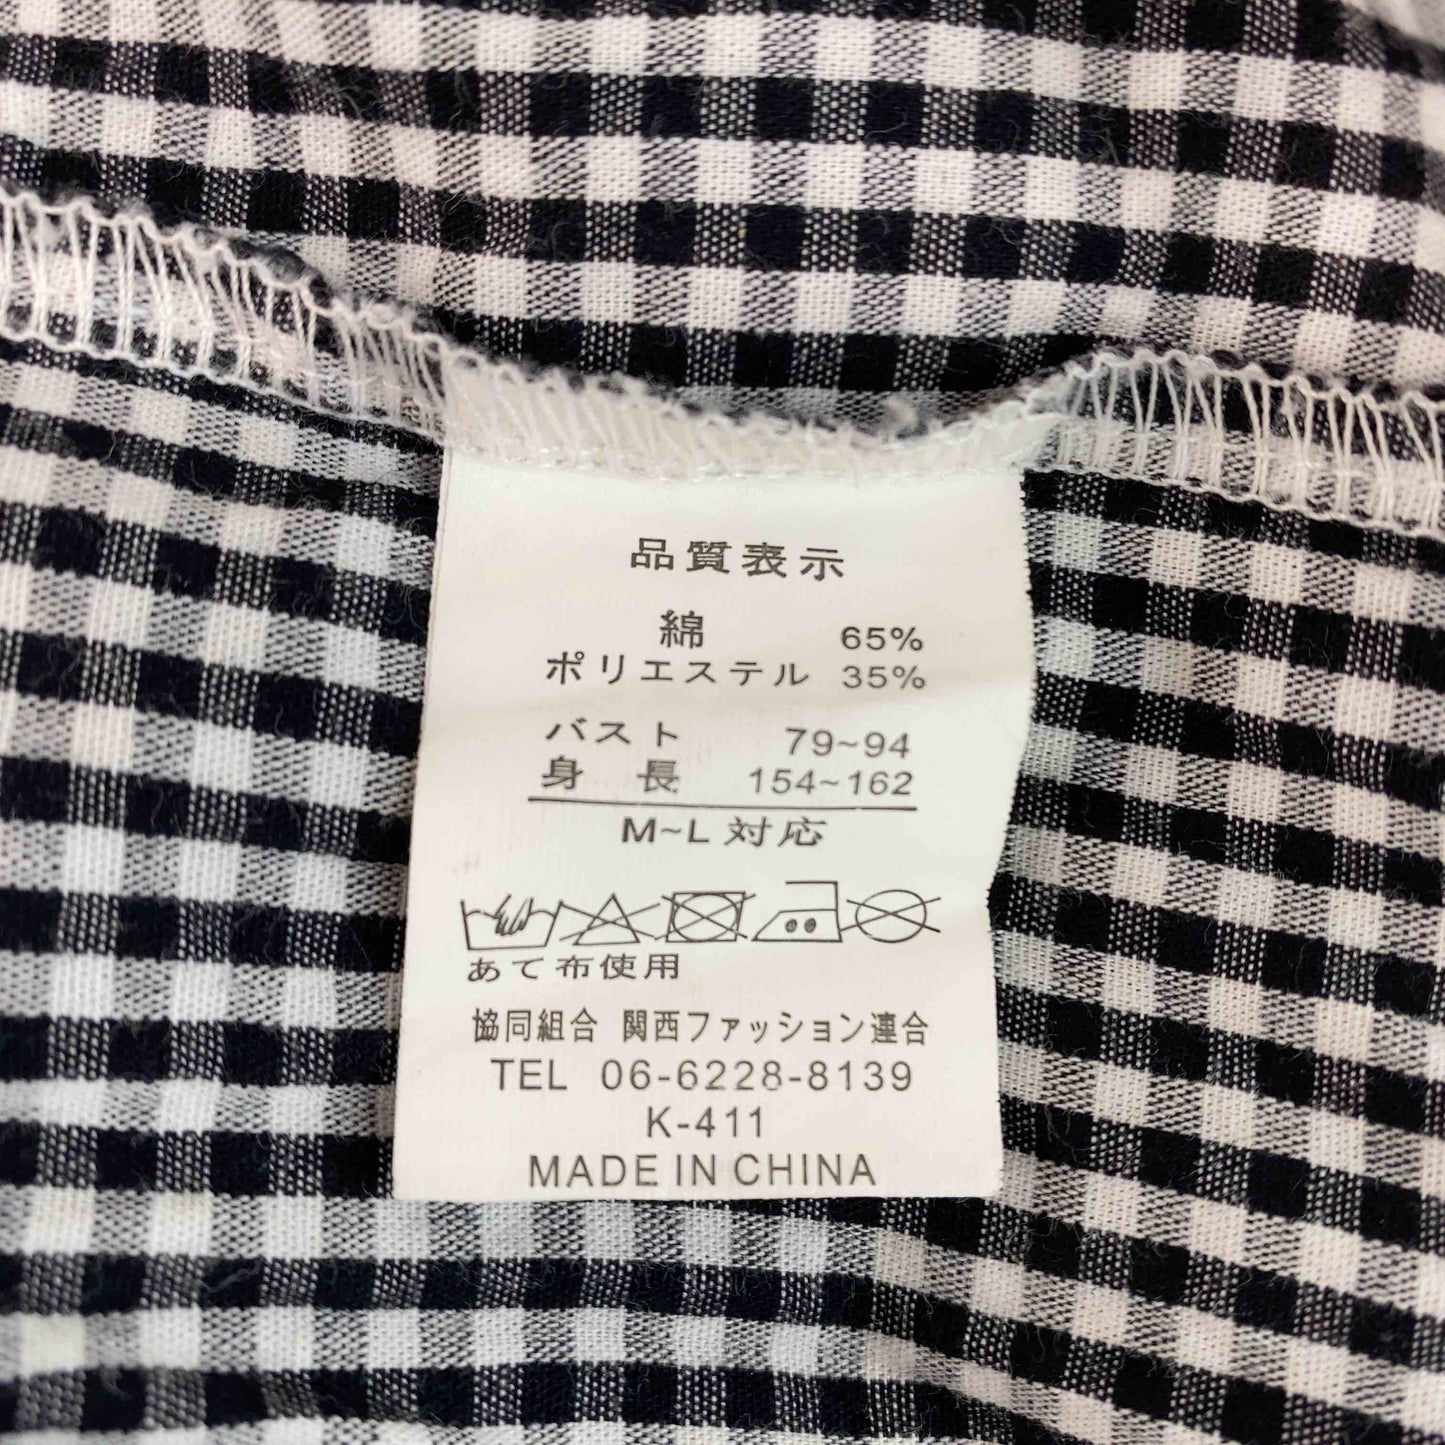 品質表示
綿 65%
ポリエステル 35%
バスト 79~94
身長 154~162
M~L 対応
あて布使用
協同組合 関西ファッション連合
TEL 06-6228-8139
K-411
MADE IN CHINA